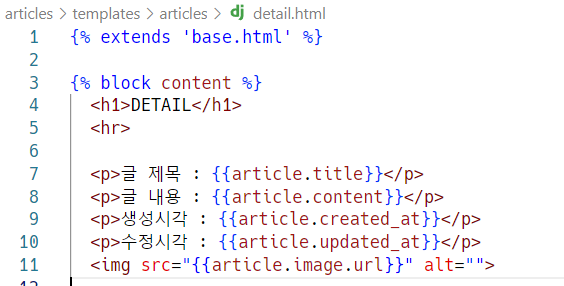 articles > templates > articles > dj detail.html
1 {% extends 'base.html' %}
2
3 {% block content %}
4 <h1>DETAIL</h1>
5 <hr>
6
7 <p>글 제목 : {{article.title}}</p>
8 <p>글 내용 : {{article.content}}</p>
9 <p>생성시각 : {{article.created_at}}</p>
10 <p>수정시각 : {{article.updated_at}}</p>
11 <img src="{{article.image.url}}" alt="">
12